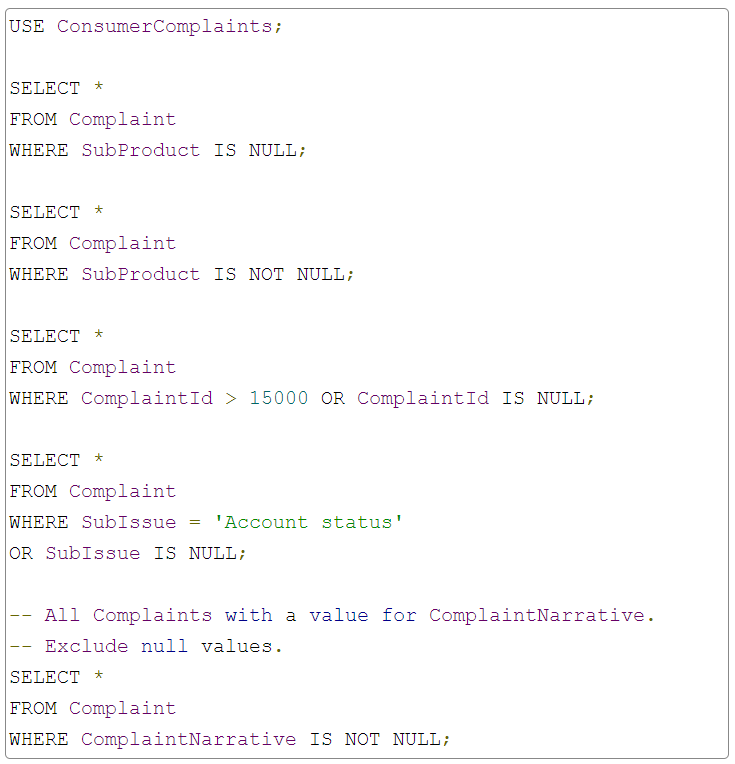 USE ConsumerComplaints;
SELECT *
FROM Complaint
WHERE SubProduct IS NULL;
SELECT *
FROM Complaint
WHERE SubProduct IS NOT NULL;
SELECT *
FROM Complaint
WHERE ComplaintId > 15000 OR ComplaintId IS NULL;
SELECT *
FROM Complaint
WHERE SubIssue = 'Account status'
OR SubIssue IS NULL;
-- All Complaints with a value for ComplaintNarrative.
-- Exclude null values.
SELECT *
FROM Complaint
WHERE ComplaintNarrative IS NOT NULL;